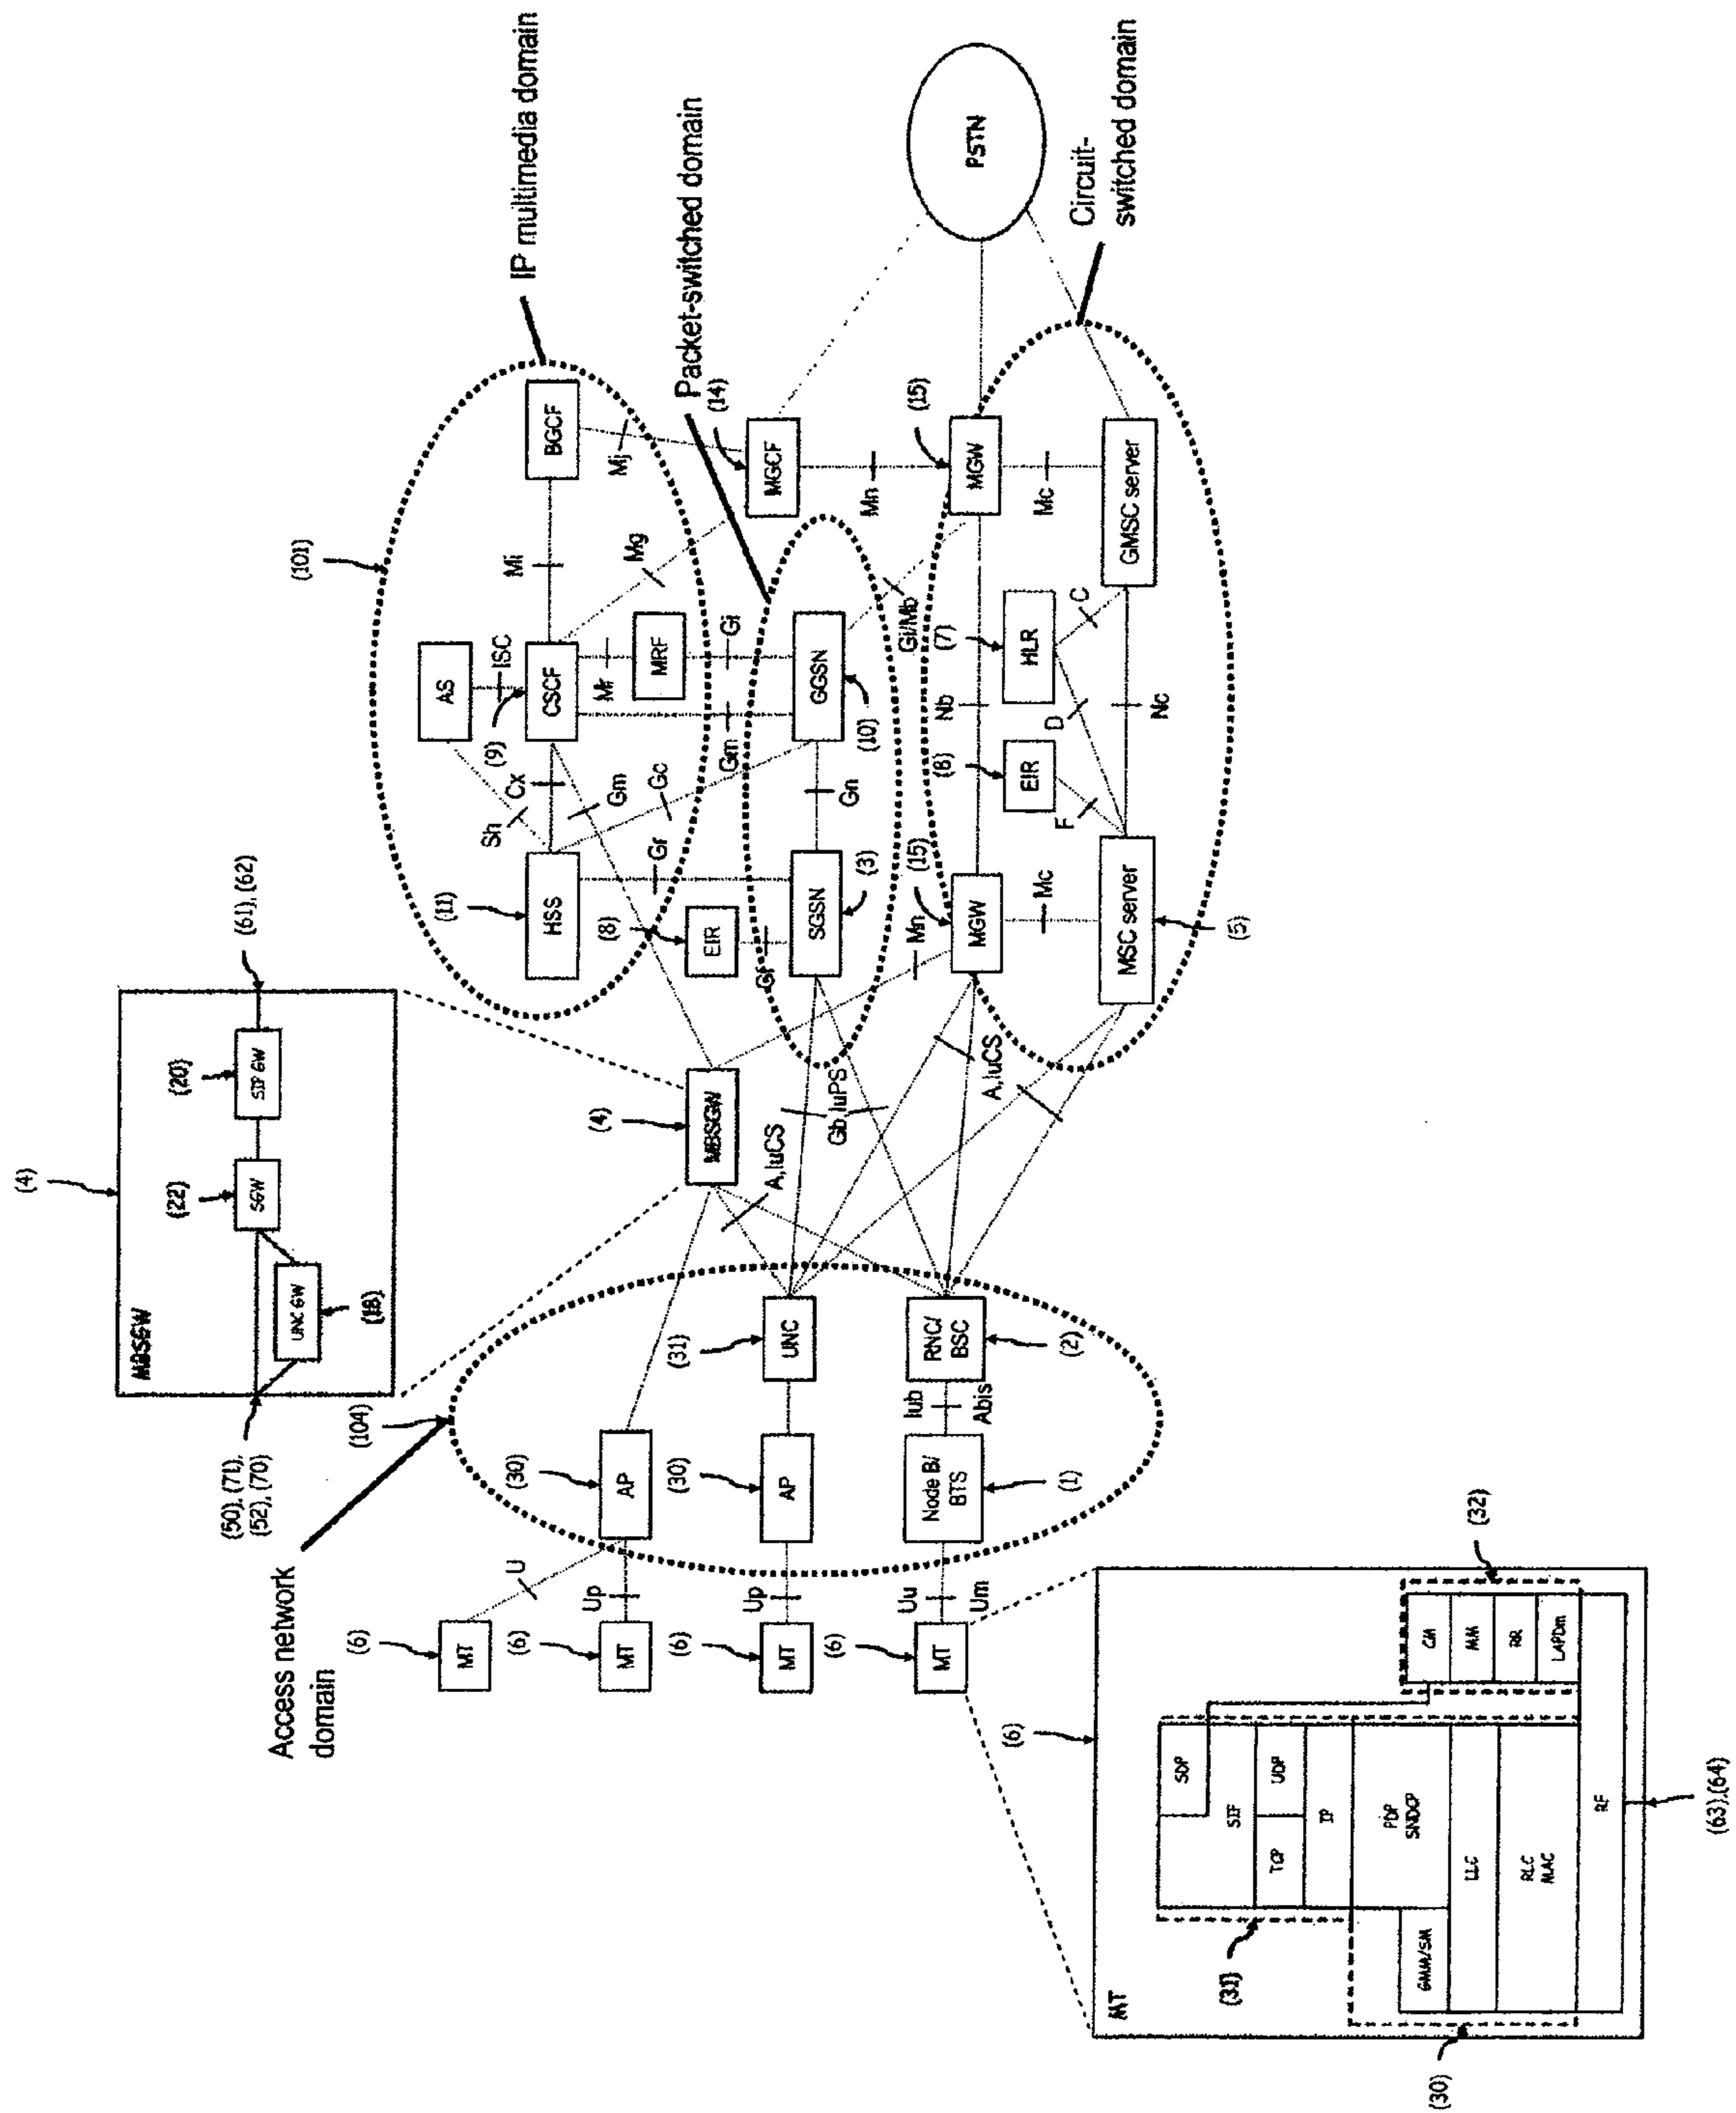 (4)
MBSGW
(20)
SIP GW
(22)
SGW
UNC GW
(18)
(61), (62)
(50), (71),
(52), (70)
(101)
IP multimedia domain
AS
ISC
Sh
(11)
HSS
Cx
(9)
CSCF
Mi
BGCF
Mj
Gm
Gc
Gr
Mr
MRF
Mg
Gi
Gm
Packet-switched domain
(14)
MGCF
Mn
(8)
EIR
Gf
SGSN
(3)
Gn
GGSN
(10)
Gi/Mb
(4)
MBSGW
A,IuCS
Gb,IuPS
A,IuCS
Mn
(15)
MGW
Nb
(15)
MGW
Mc
Mc
(8)
EIR
(7)
HLR
F
D
C
MSC server
(5)
Nc
GMSC server
PSTN
Circuit-
switched domain
Access network
domain
(104)
(6)
MT
U
(6)
MT
Up
(30)
AP
(6)
MT
Up
(30)
AP
(31)
UNC
(6)
MT
Uu
Um
Node B/
BTS
(1)
Iub
Abis
RNC/
BSC
(2)
(6)
MT
SDP
SIP
TCP
UDP
IP
(31)
PDP
SNDCP
GMM/SM
LLC
RLC
MAC
RF
(30)
CM
MM
RR
LAPDm
(32)
(63),(64)